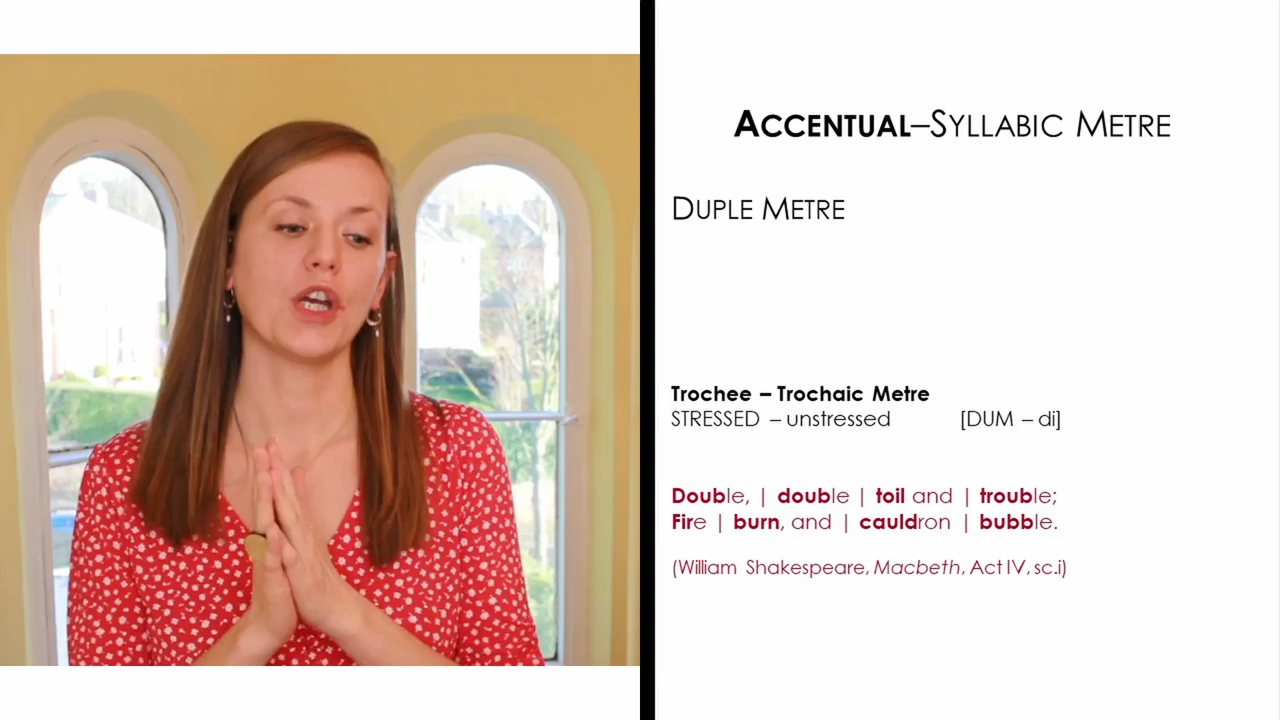 ACCENTUAL–SYLLABIC METRE
DUPLE METRE
Trochee – Trochaic Metre
STRESSED – unstressed [DUM – di]
Double, | double | toil and | trouble;
Fire | burn, and | cauldron | bubble.
(William Shakespeare, Macbeth, Act IV, sc.i)